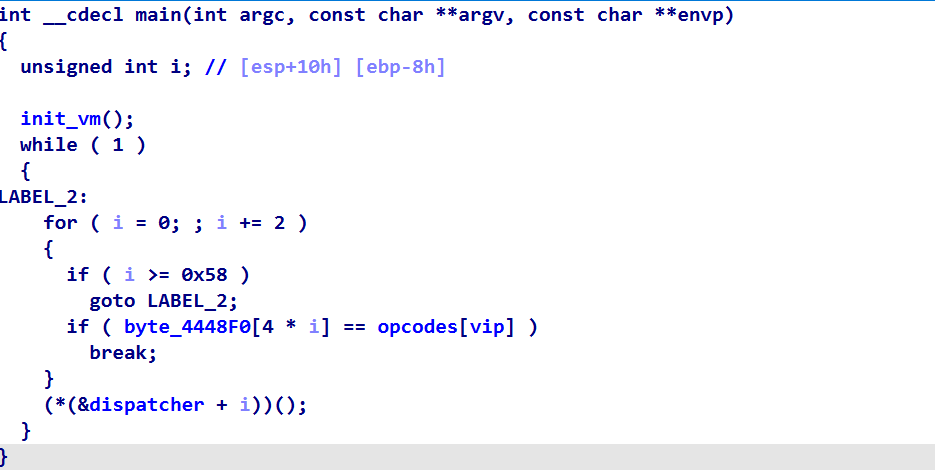 int __cdecl main(int argc, const char **argv, const char **envp)
{
  unsigned int i; // [esp+10h] [ebp-8h]

  init_vm();
  while ( 1 )
  {
LABEL_2:
    for ( i = 0; ; i += 2 )
    {
      if ( i >= 0x58 )
        goto LABEL_2;
      if ( byte_4448F0[4 * i] == opcodes[vip] )
        break;
    }
    (*(&dispatcher + i))();
  }
}